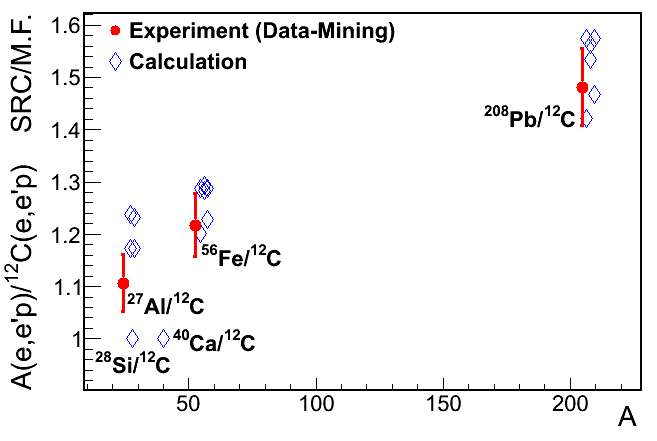 A(e,e'p)/¹²C(e,e'p) SRC/M.F.
1.6
1.5
1.4
1.3
1.2
1.1
1
Experiment (Data-Mining)
Calculation
²⁰⁸Pb/¹²C
⁵⁶Fe/¹²C
²⁷Al/¹²C
⁴⁰Ca/¹²C
²⁸Si/¹²C
50
100
150
200
A